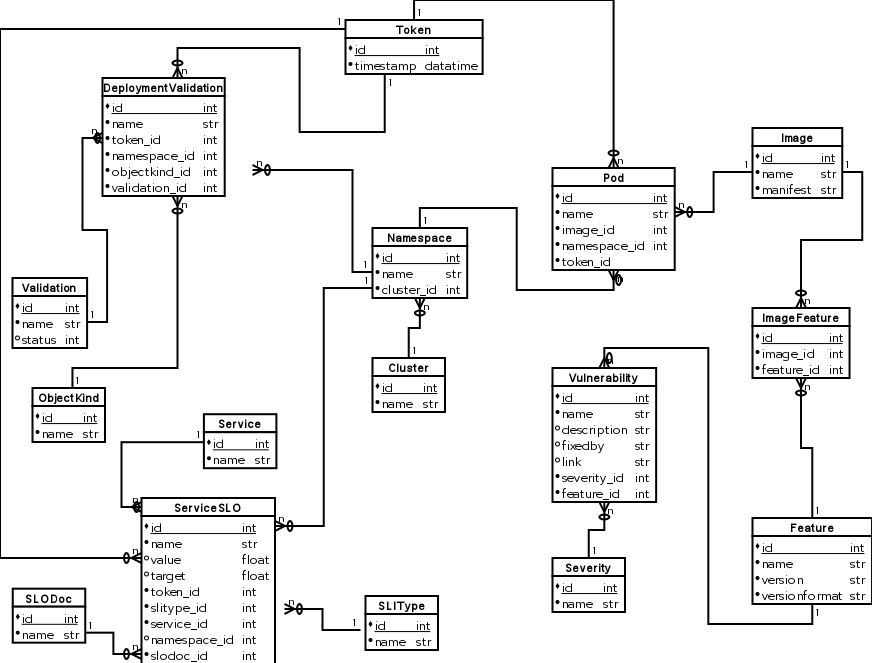 Token
id int
timestamp datatime
DeploymentValidation
id int
name str
token_id int
namespace_id int
objectkind_id int
validation_id int
Image
id int
name str
manifest str
Pod
id int
name str
image_id int
namespace_id int
token_id
Namespace
id int
name str
cluster_id int
Validation
id int
name str
status int
ImageFeature
id int
image_id int
feature_id int
Cluster
id int
name str
Vulnerability
id int
name str
description str
fixedby str
link str
severity_id int
feature_id int
ObjectKind
id int
name str
Service
id int
name str
ServiceSLO
id int
name str
value float
target float
token_id int
slitype_id int
service_id int
namespace_id int
slodoc_id int
Feature
id int
name str
version str
versionformat str
Severity
id int
name str
SLODoc
id int
name str
SLIType
id int
name str
1
1
1
n
n
n
n
n
n
n
1
1
1
1
1
1
1
1
1
1
n
n
n
n
n
n
n
n
n
1
1
1
1
1